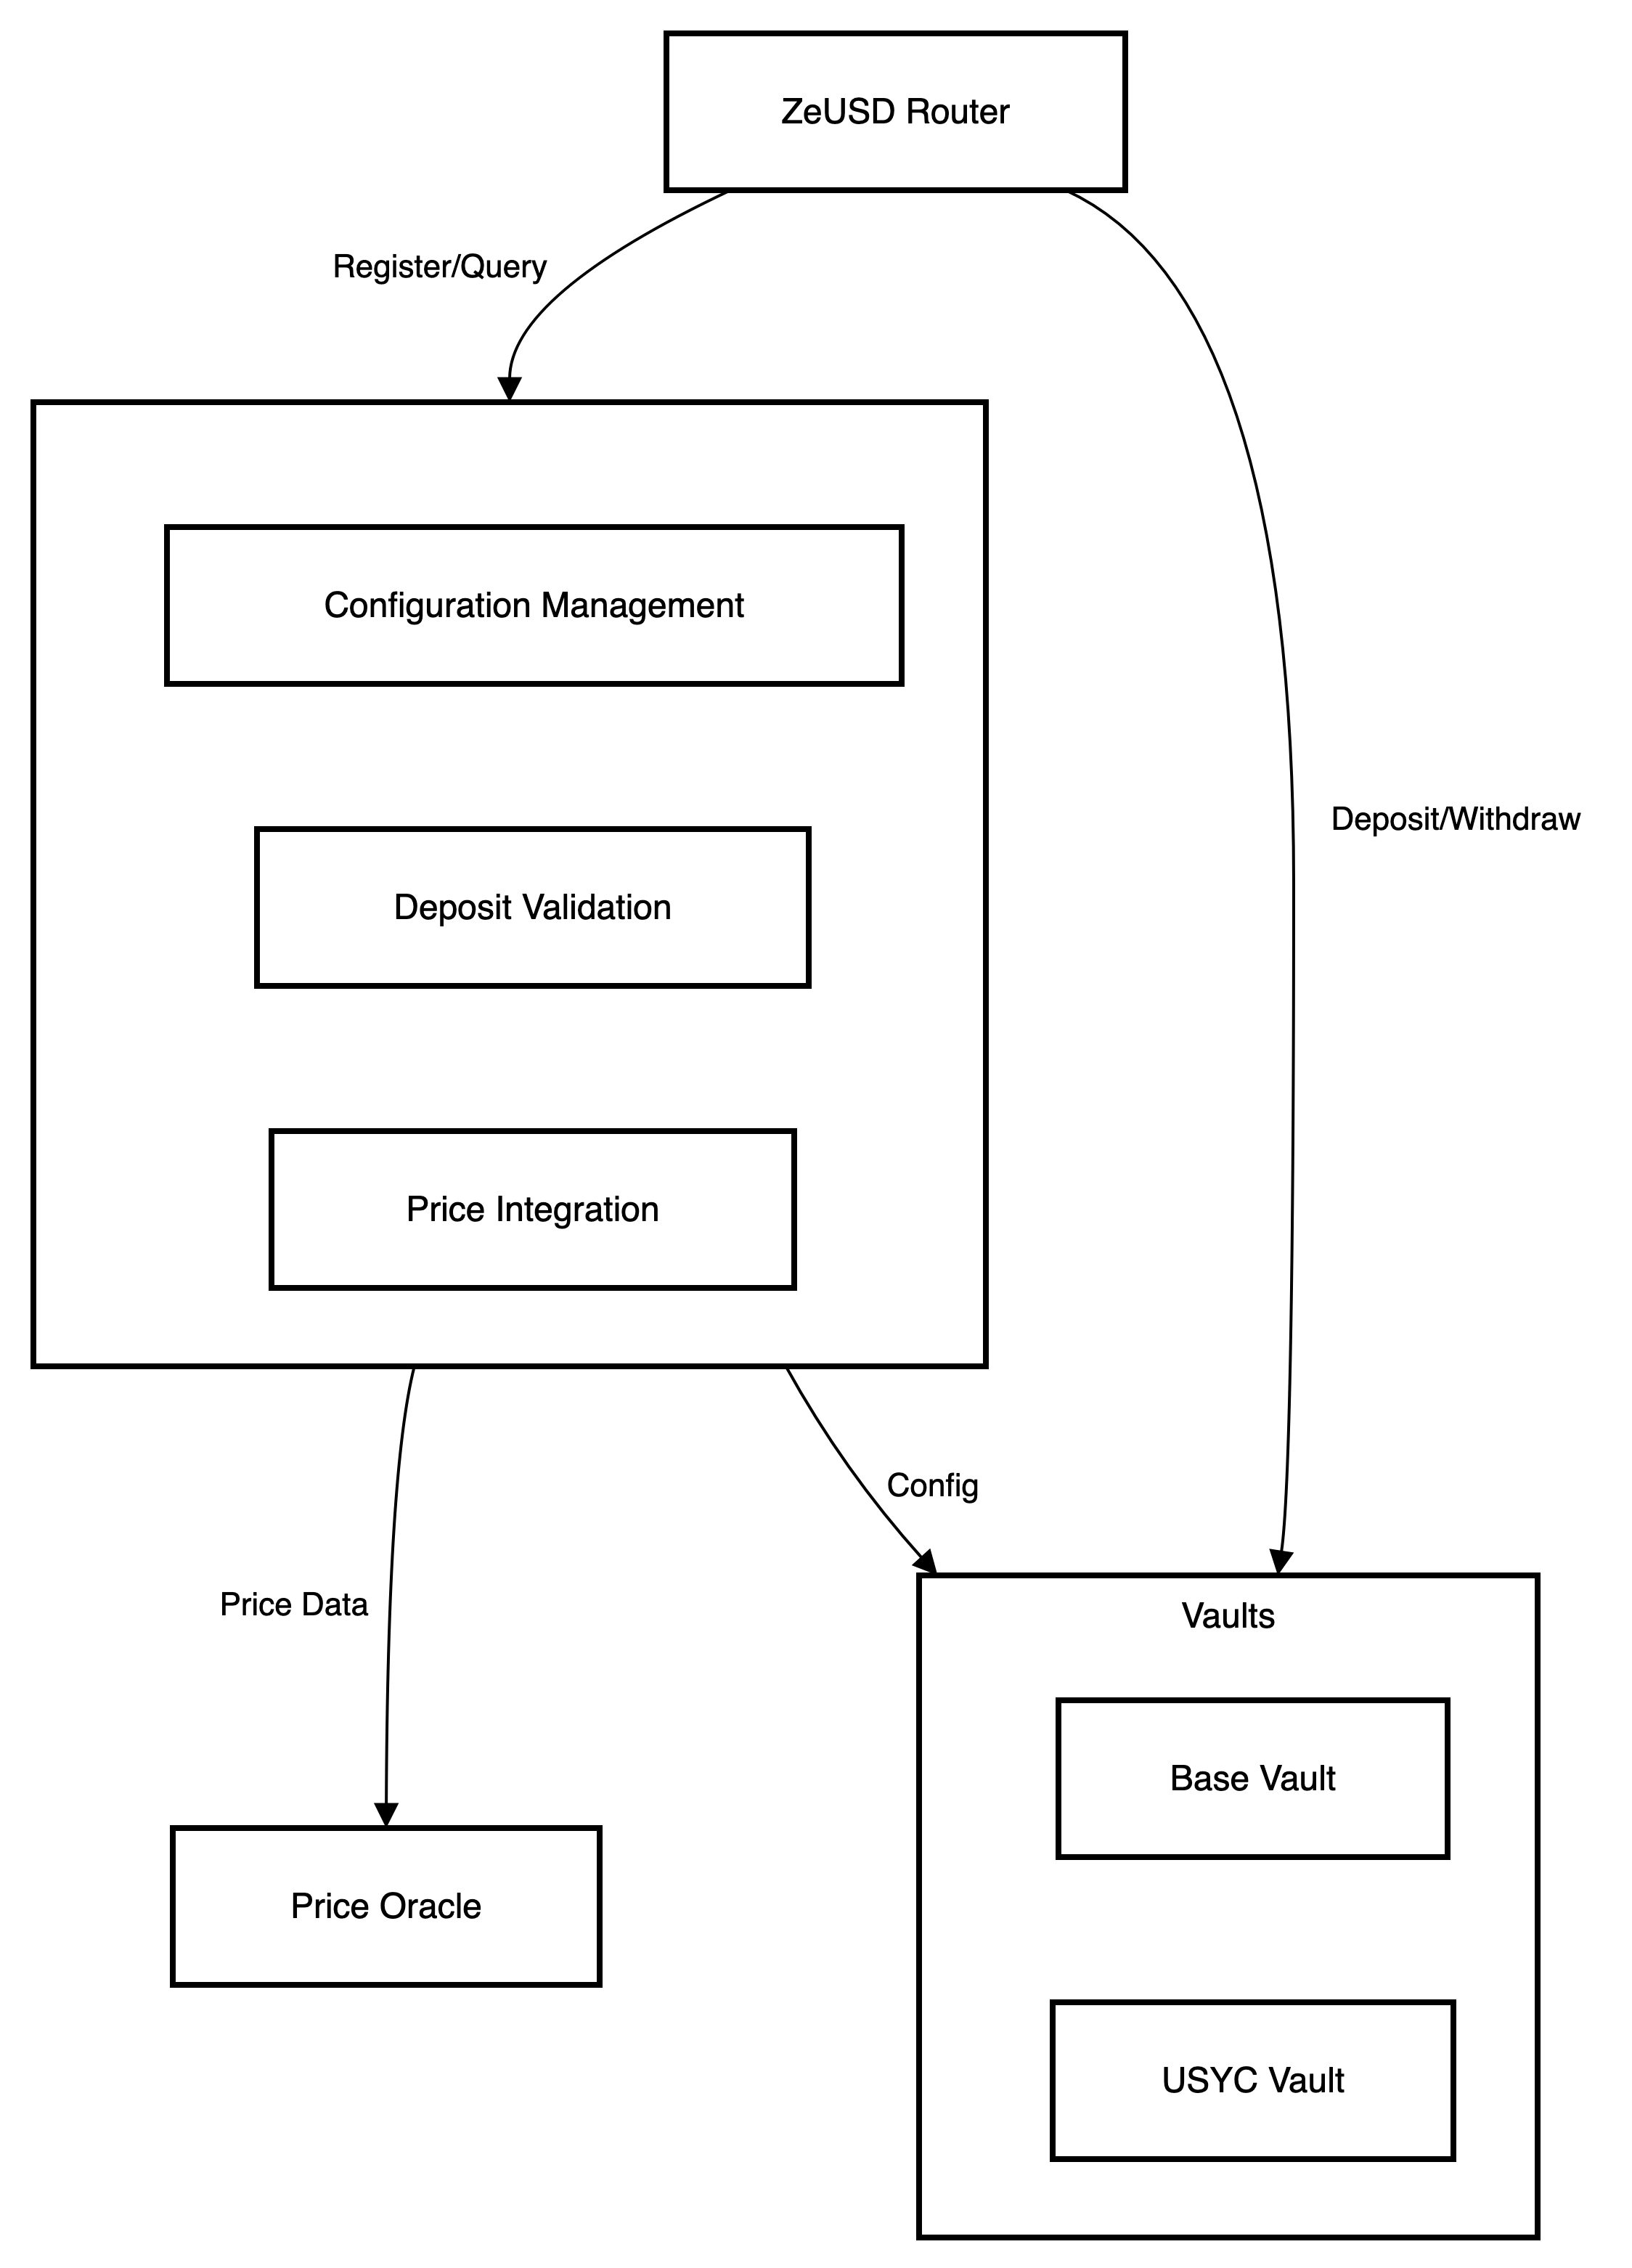 ZeUSD Router
Register/Query
Configuration Management
Deposit/Withdraw
Deposit Validation
Price Integration
Config
Price Data
Vaults
Base Vault
Price Oracle
USYC Vault